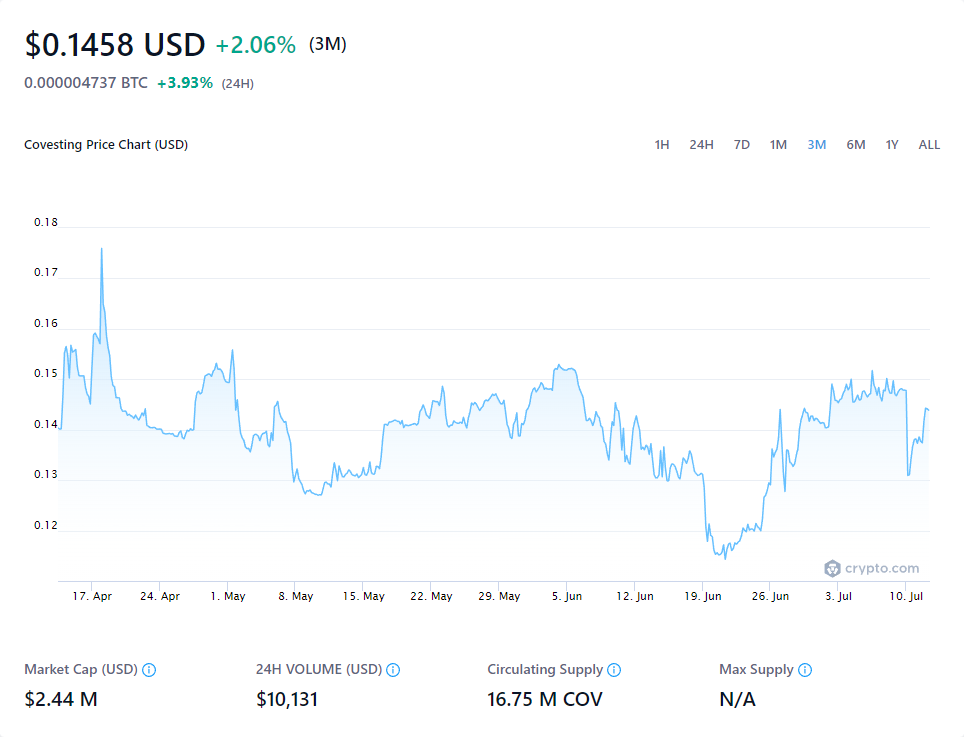 $0.1458 USD +2.06% (3M)
0.000004737 BTC +3.93% (24H)
Covesting Price Chart (USD) 1H 24H 7D 1M 3M 6M 1Y ALL
0.18
0.17
0.16
0.15
0.14
0.13
0.12
crypto.com
17. Apr 24. Apr 1. May 8. May 15. May 22. May 29. May 5. Jun 12. Jun 19. Jun 26. Jun 3. Jul 10. Jul
Market Cap (USD) 24H VOLUME (USD) Circulating Supply Max Supply
$2.44 M $10,131 16.75 M COV N/A